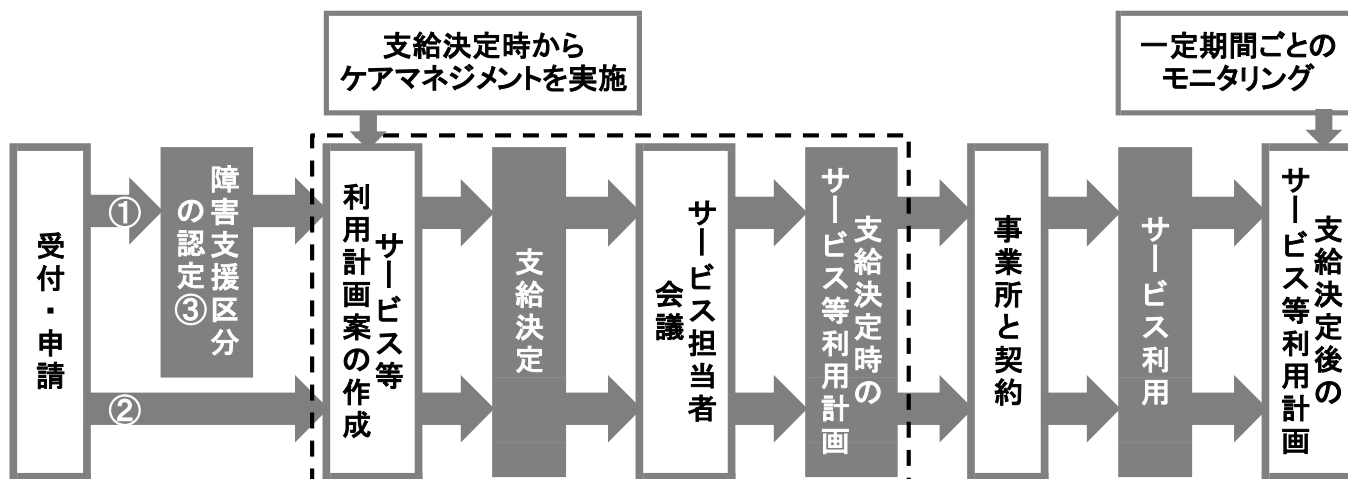 支給決定時から
ケアマネジメントを実施
一定期間ごとの
モニタリング
受付・申請
①
②
障害支援区分
の認定③
サービス等
利用計画案の作成
支給決定
サービス担当者
会議
支給決定時の
サービス等利用計画
事業所と契約
サービス利用
支給決定後の
サービス等利用計画